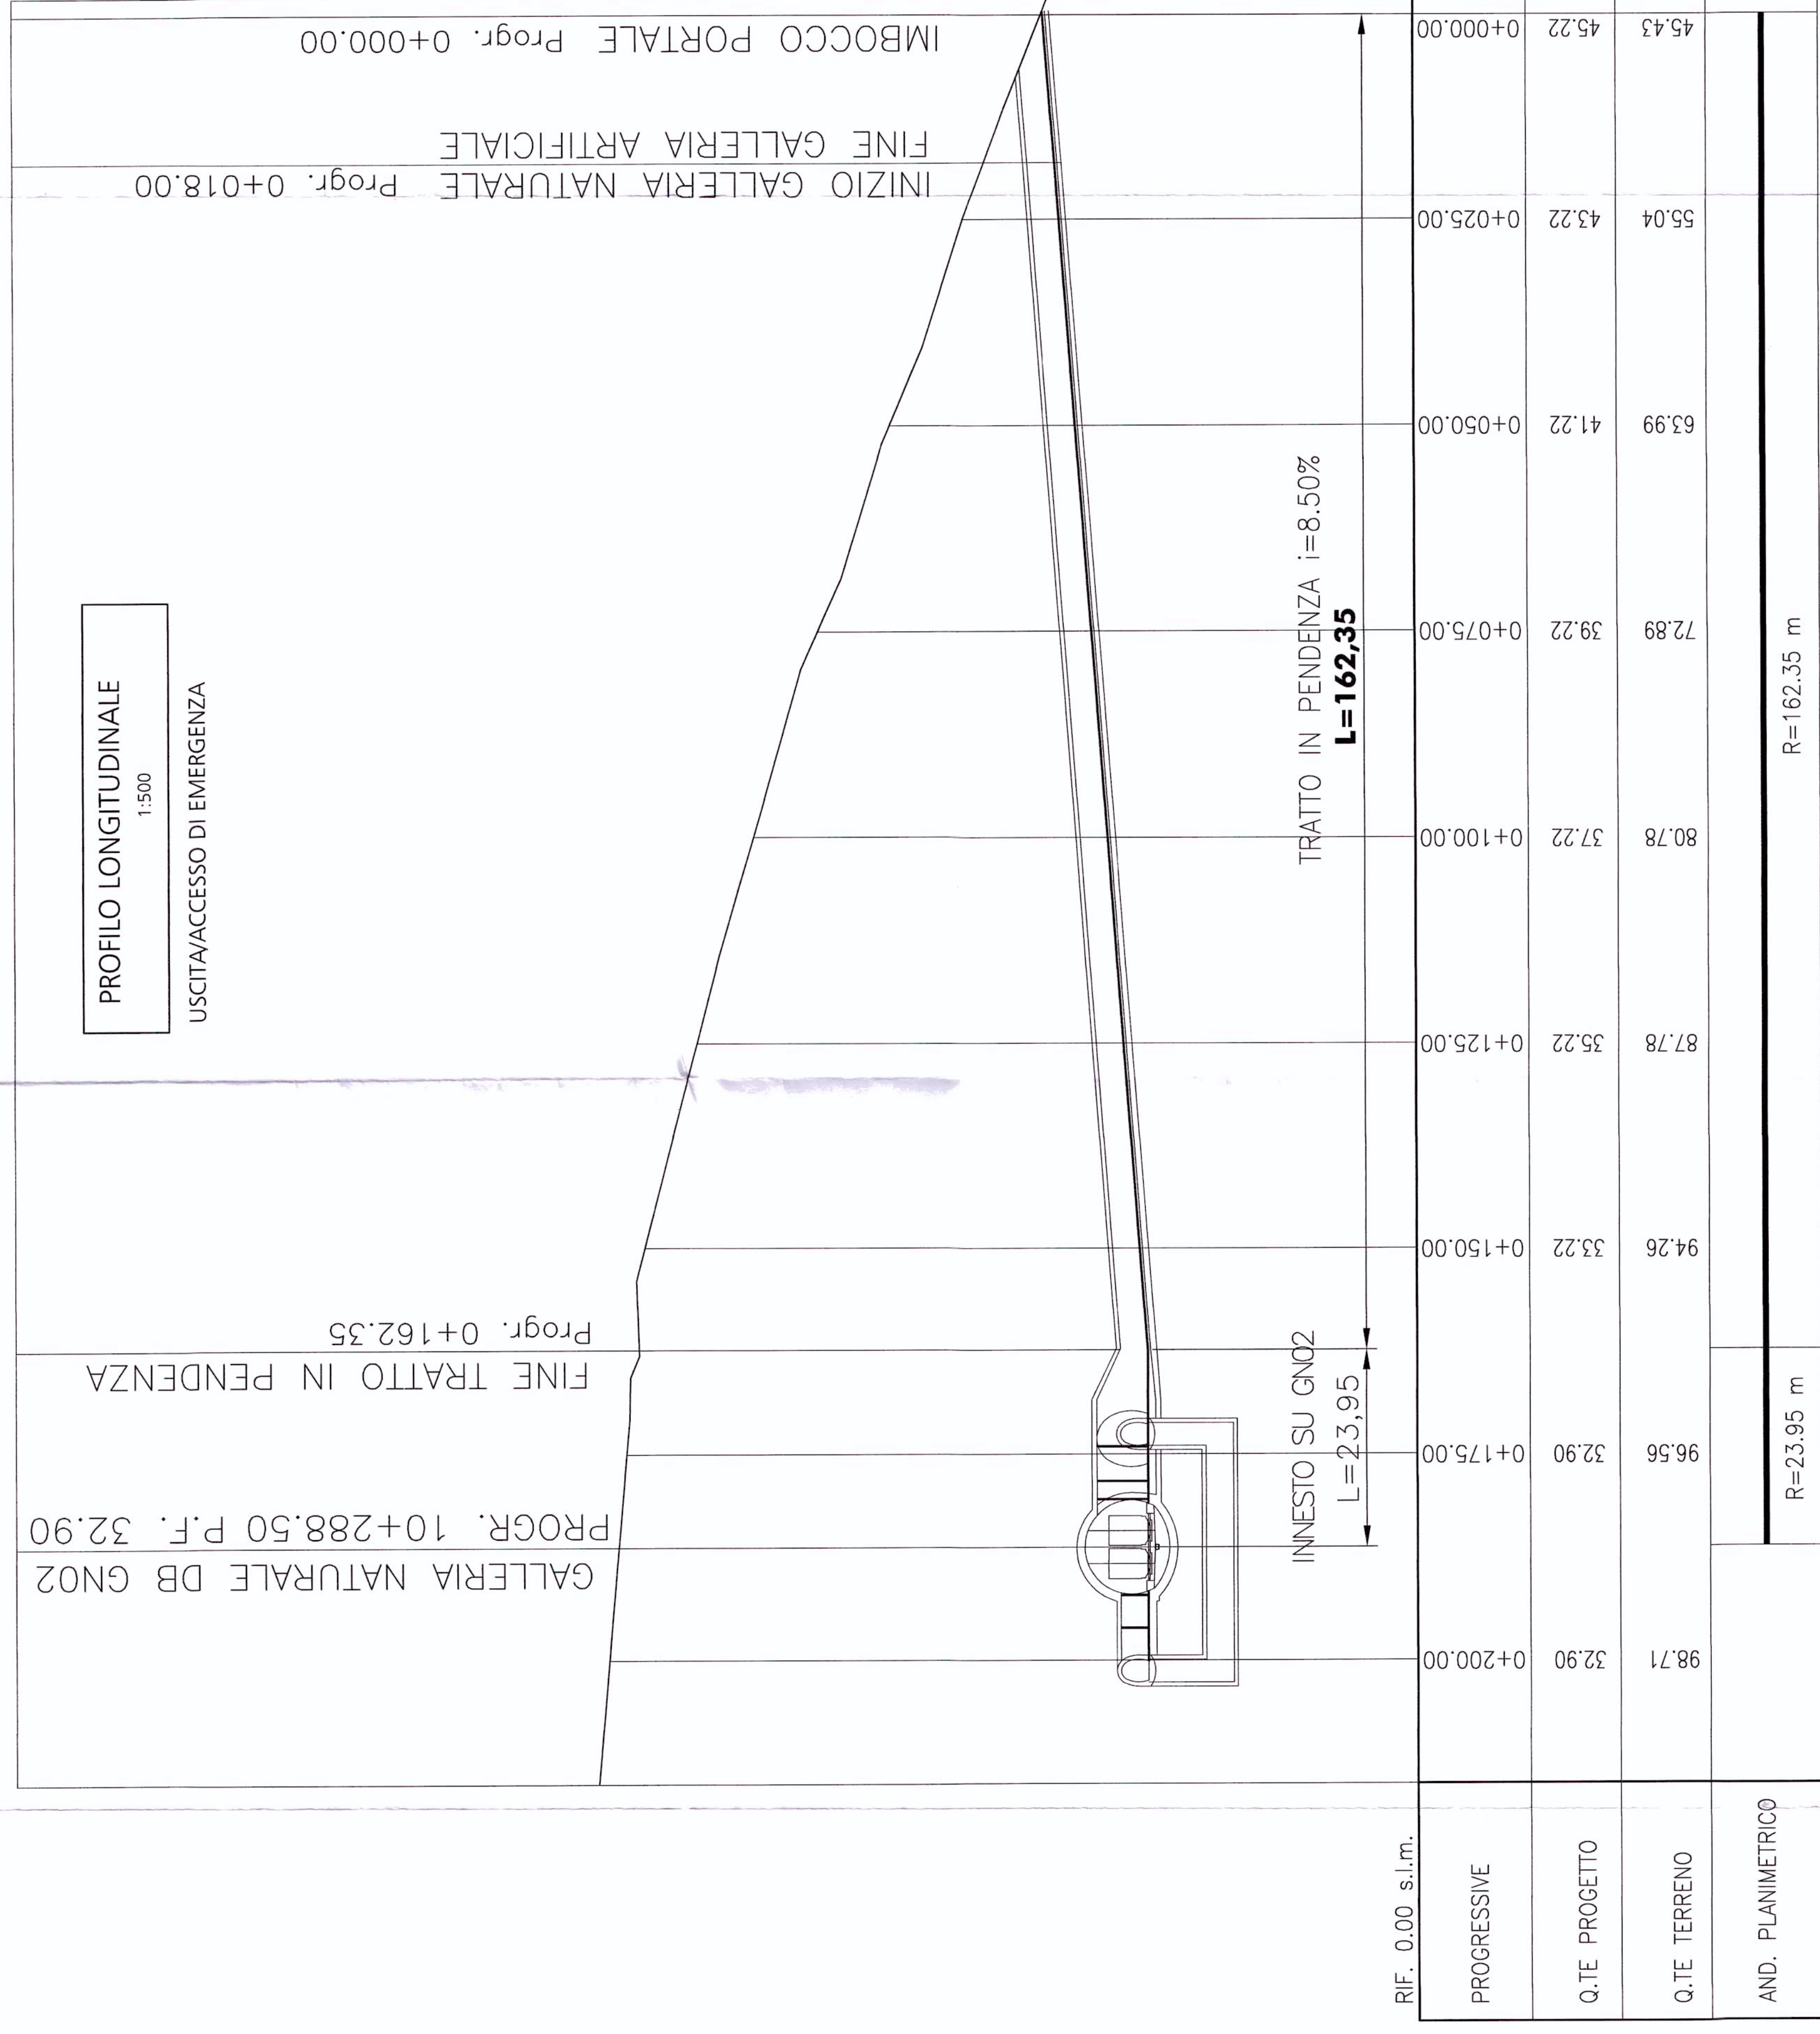 PROFILO LONGITUDINALE
1:500
USCITA/ACCESSO DI EMERGENZA
GALLERIA NATURALE DB GN02
PROGR. 10+288.50 P.F. 32.90
FINE TRATTO IN PENDENZA
Progr. 0+162.35
INIZIO GALLERIA NATURALE Progr. 0+018.00
FINE GALLERIA ARTIFICIALE
IMBOCCO PORTALE Progr. 0+000.00
INNESTO SU GN02
L=23,95
TRATTO IN PENDENZA i=8.50%
L=162,35
RIF. 0.00 s.l.m.
PROGRESSIVE
0+200.00
0+175.00
0+150.00
0+125.00
0+100.00
0+075.00
0+050.00
0+025.00
0+000.00
Q.TE PROGETTO
32.90
32.90
33.22
35.22
37.22
39.22
41.22
43.22
45.22
Q.TE TERRENO
98.71
96.56
94.26
87.78
80.78
72.89
63.99
55.04
45.43
AND. PLANIMETRICO
R=23.95 m
R=162.35 m